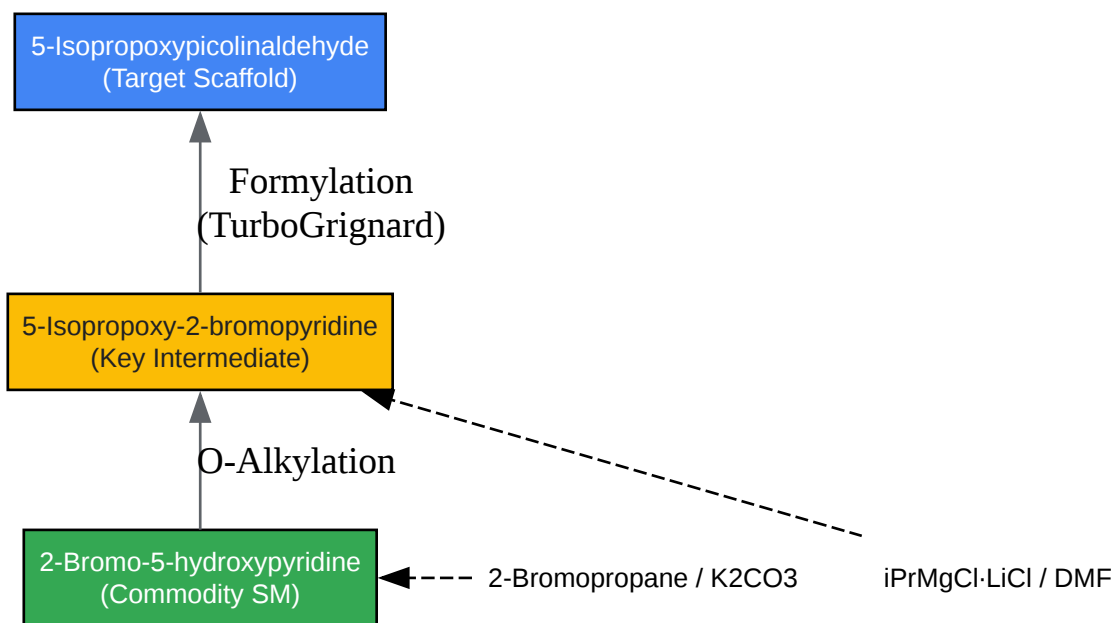 5-Isopropoxypicolinaldehyde
(Target Scaffold)
Formylation
(TurboGrignard)
5-Isopropoxy-2-bromopyridine
(Key Intermediate)
O-Alkylation
2-Bromo-5-hydroxypyridine
(Commodity SM)
2-Bromopropane / K2CO3
iPrMgCl·LiCl / DMF